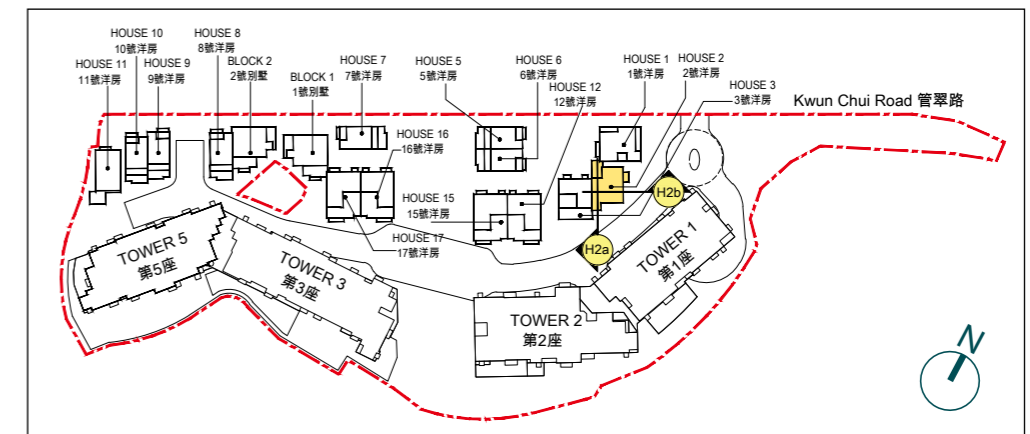 HOUSE 10
10號洋房
HOUSE 11
11號洋房
HOUSE 9
9號洋房
HOUSE 8
8號洋房
BLOCK 2
2號別墅
BLOCK 1
1號別墅
HOUSE 7
7號洋房
HOUSE 16
16號洋房
HOUSE 5
5號洋房
HOUSE 6
6號洋房
HOUSE 12
12號洋房
HOUSE 1
1號洋房
HOUSE 2
2號洋房
HOUSE 3
3號洋房
Kwun Chui Road 管翠路
HOUSE 15
15號洋房
HOUSE 17
17號洋房
H2b
H2a
TOWER 5
第5座
TOWER 3
第3座
TOWER 2
第2座
TOWER 1
第1座
N